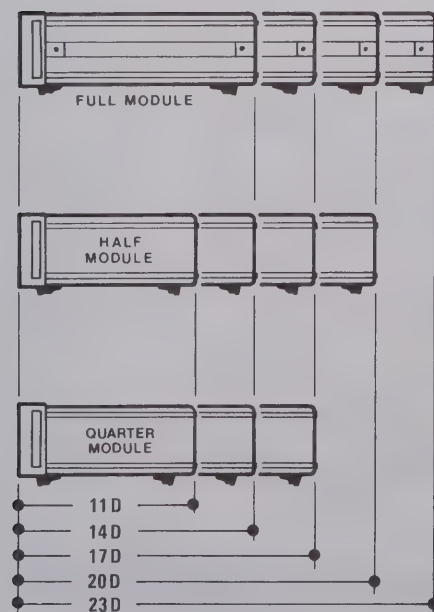 FULL MODULE
HALF
MODULE
QUARTER
MODULE
11D
14D
17D
20D
23D